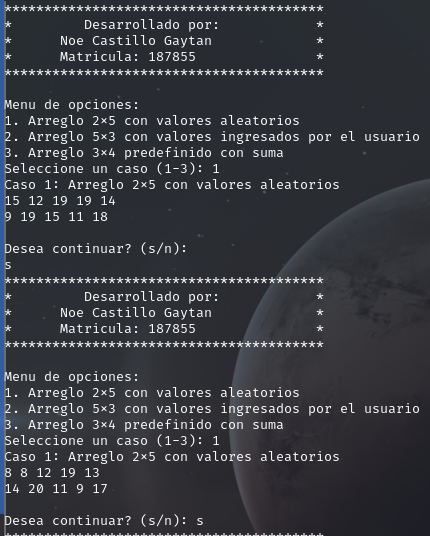 ****************************************
*         Desarrollado por:            *
*      Noe Castillo Gaytan             *
*      Matricula: 187855               *
****************************************
Menu de opciones:
1. Arreglo 2×5 con valores aleatorios
2. Arreglo 5×3 con valores ingresados por el usuario
3. Arreglo 3×4 predefinido con suma
Seleccione un caso (1-3): 1
Caso 1: Arreglo 2×5 con valores aleatorios
15 12 19 19 14
9 19 15 11 18
Desea continuar? (s/n):
s
****************************************
*         Desarrollado por:            *
*      Noe Castillo Gaytan             *
*      Matricula: 187855               *
****************************************
Menu de opciones:
1. Arreglo 2×5 con valores aleatorios
2. Arreglo 5×3 con valores ingresados por el usuario
3. Arreglo 3×4 predefinido con suma
Seleccione un caso (1-3): 1
Caso 1: Arreglo 2×5 con valores aleatorios
8 8 12 19 13
14 20 11 9 17
Desea continuar? (s/n): s
****************************************